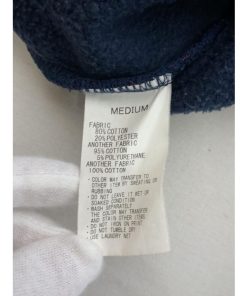 MEDIUM
FABRIC
80%COTTON
20%POLYESTER
ANOTHER FABRIC
95%COTTON
5%POLYURETHANE
ANOTHER FABRIC
100%COTTON
・COLOR MAY TRANSFER TO
OTHER ITEM BY SWEATING OR
RUBBING
・DO NOT LEAVE IT WET OR
SOAKED CONDITION
・WASH SEPARATELY
・THE COLOR MAY TRANSFER
AND STAIN OTHER ITEMS
・DO NOT IRON ON PRINT
・DO NOT TUMBLE DRY
・USE LAUNDRY NET